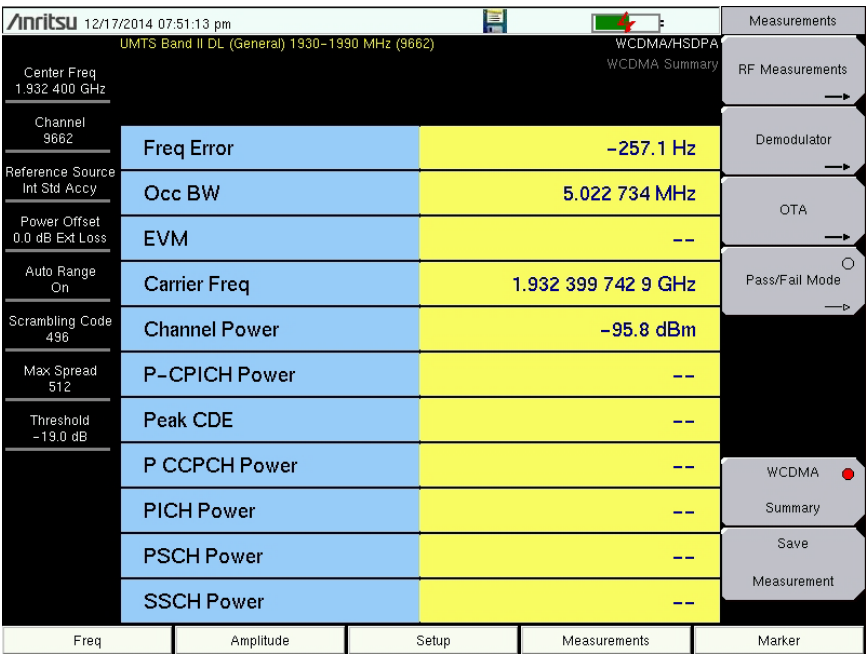 Anritsu 12/17/2014 07:51:13 pm
UMTS Band II DL (General) 1930-1990 MHz (9662)
WCDMA/HSDPA
WCDMA Summary
Center Freq
1.932 400 GHz
Channel
9662
Reference Source
Int Std Accy
Power Offset
0.0 dB Ext Loss
Auto Range
On
Scrambling Code
496
Max Spread
512
Threshold
-19.0 dB
Freq Error -257.1 Hz
Occ BW 5.022 734 MHz
EVM --
Carrier Freq 1.932 399 742 9 GHz
Channel Power -95.8 dBm
P-CPICH Power --
Peak CDE --
P CCPCH Power --
PICH Power --
PSCH Power --
SSCH Power --
Measurements
RF Measurements
Demodulator
OTA
Pass/Fail Mode
WCDMA
Summary
Save
Measurement
Freq Amplitude Setup Measurements Marker